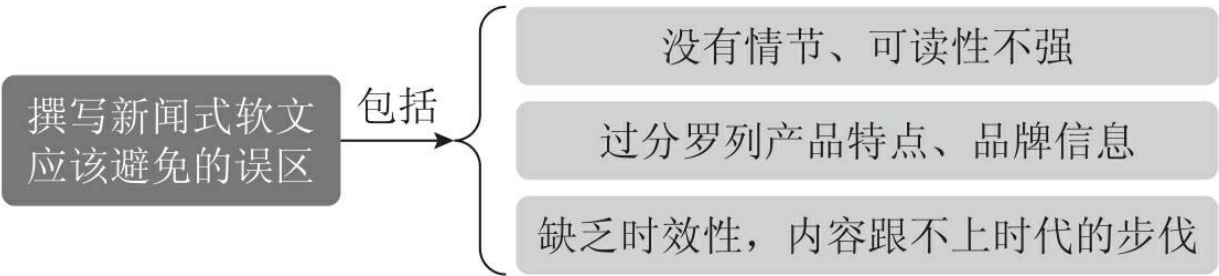 撰写新闻式软文
应该避免的误区
包括
没有情节、可读性不强
过分罗列产品特点、品牌信息
缺乏时效性，内容跟不上时代的步伐